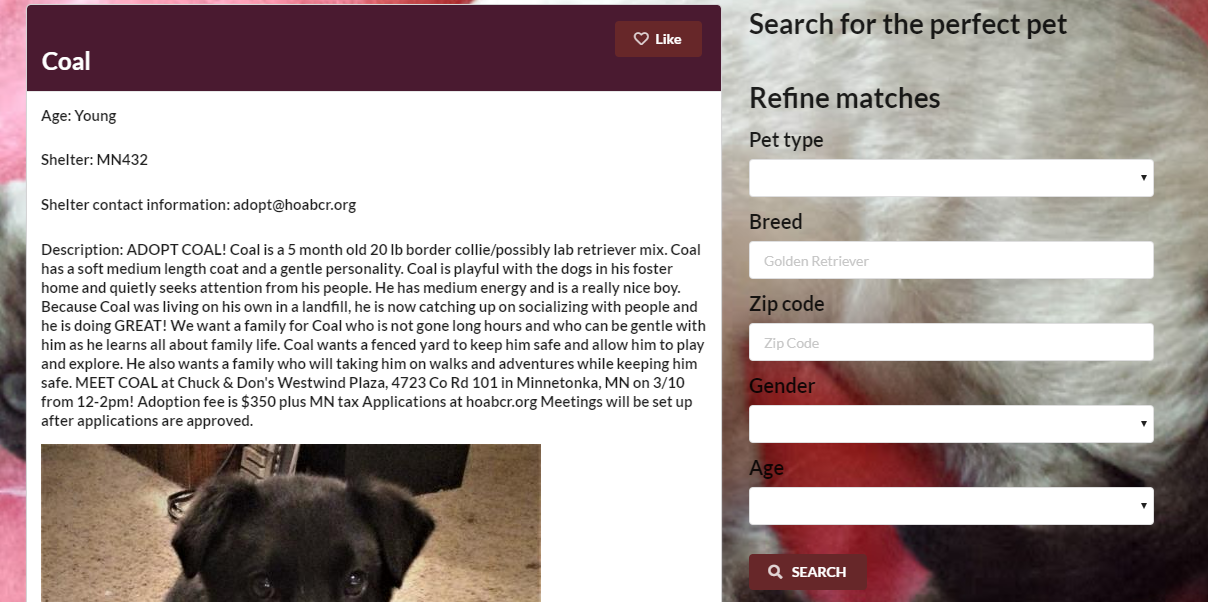 Coal
Like
Age: Young
Shelter: MN432
Shelter contact information: adopt@hoabcr.org
Description: ADOPT COAL! Coal is a 5 month old 20 lb border collie/possibly lab retriever mix. Coal
has a soft medium length coat and a gentle personality. Coal is playful with the dogs in his foster
home and quietly seeks attention from his people. He has medium energy and is a really nice boy.
Because Coal was living on his own in a landfill, he is now catching up on socializing with people and
he is doing GREAT! We want a family for Coal who is not gone long hours and who can be gentle with
him as he learns all about family life. Coal wants a fenced yard to keep him safe and allow him to play
and explore. He also wants a family who will taking him on walks and adventures while keeping him
safe. MEET COAL at Chuck & Don's Westwind Plaza, 4723 Co Rd 101 in Minnetonka, MN on 3/10
from 12-2pm! Adoption fee is $350 plus MN tax Applications at hoabcr.org Meetings will be set up
after applications are approved.
Search for the perfect pet
Refine matches
Pet type
Breed
Golden Retriever
Zip code
Zip Code
Gender
Age
SEARCH